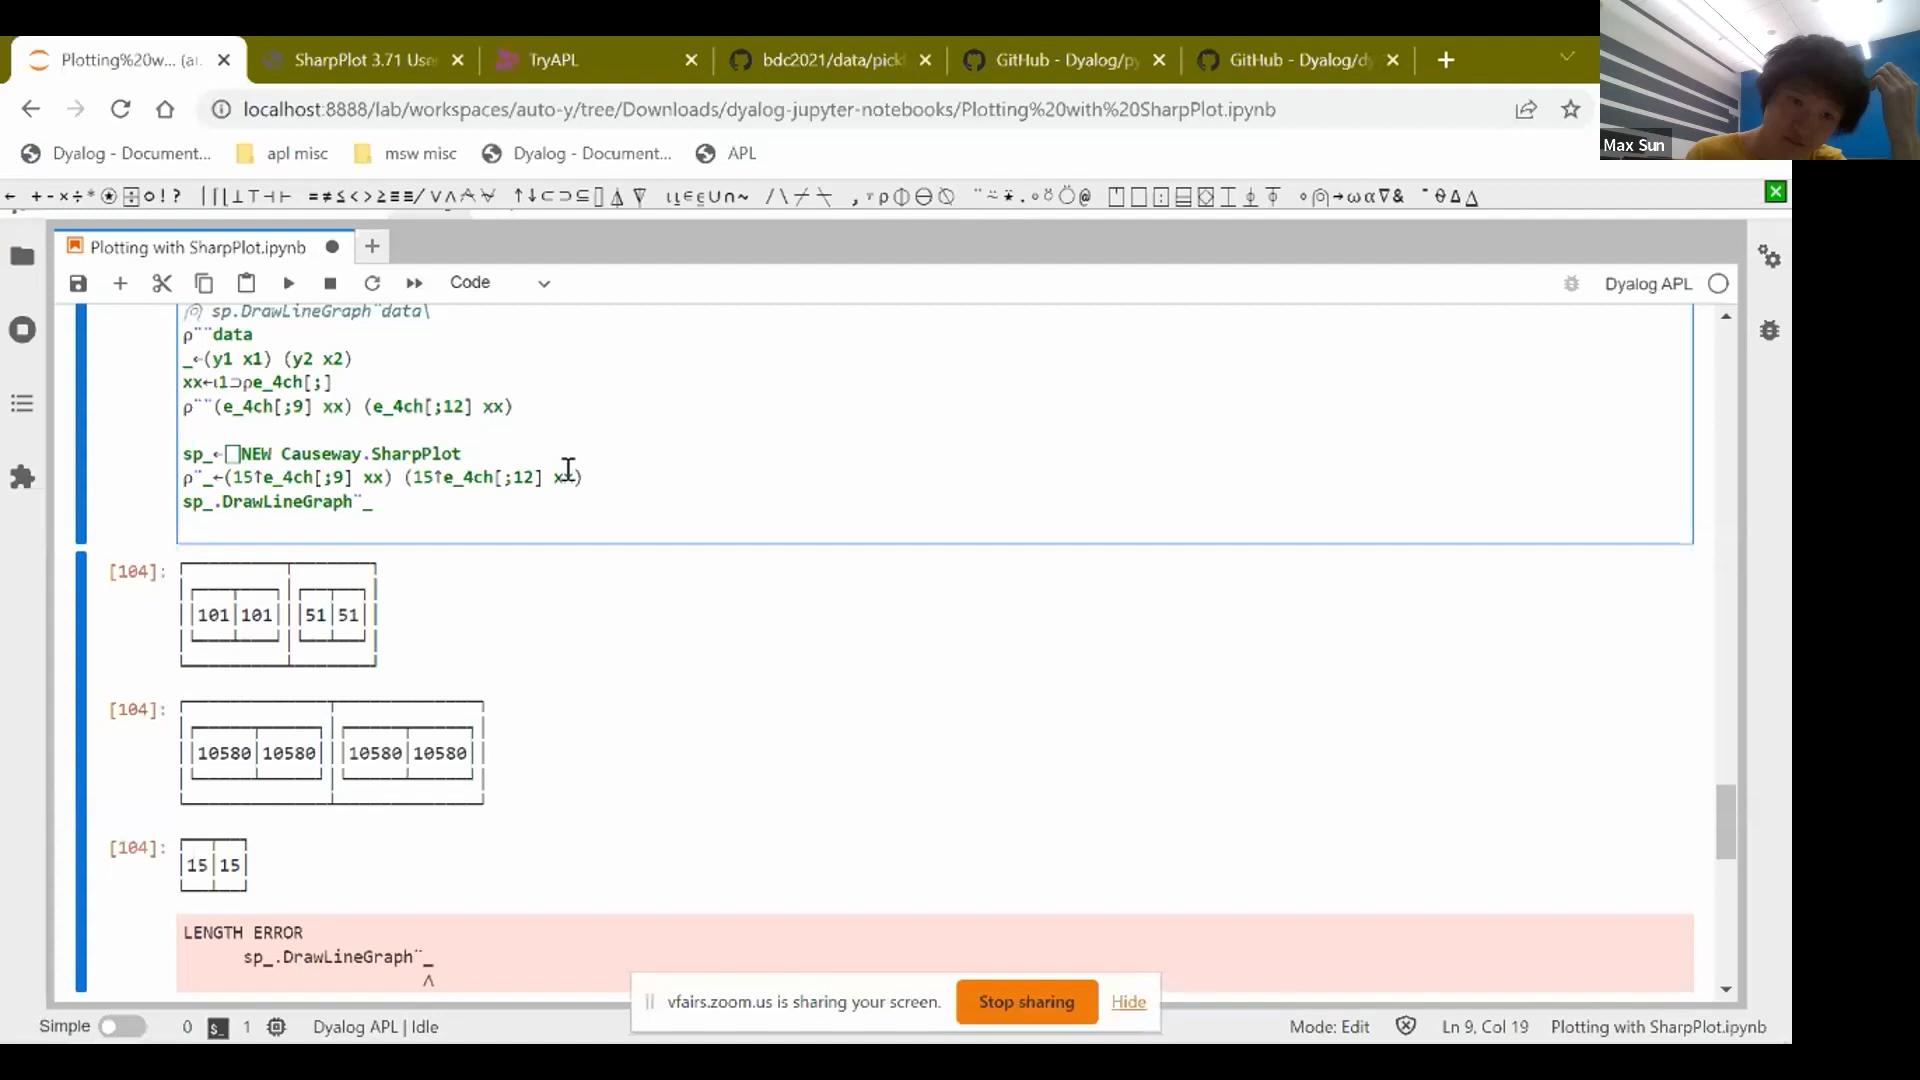 Plotting%20w... (a
SharpPlot 3.71 Use
TryAPL
bdc2021/data/pick
GitHub - Dyalog/py
GitHub - Dyalog/dy
localhost:8888/lab/workspaces/auto-y/tree/Downloads/dyalog-jupyter-notebooks/Plotting%20with%20SharpPlot.ipynb
Max Sun
Dyalog - Document...
apl misc
msw misc
Dyalog - Document...
APL
Plotting with SharpPlot.ipynb
Code
Dyalog APL
⍝ sp.DrawLineGraph¨data\
⍴¨¨data
_←(y1 x1) (y2 x2)
xx←⍳1⊃⍴e_4ch[;]
⍴¨¨(e_4ch[;9] xx) (e_4ch[;12] xx)
sp_←⎕NEW Causeway.SharpPlot
⍴¨_←(15↑e_4ch[;9] xx) (15↑e_4ch[;12] xx)
sp_.DrawLineGraph¨_
[104]:
101 101 51 51
[104]:
10580 10580 10580 10580
[104]:
15 15
LENGTH ERROR
sp_.DrawLineGraph¨_
∧
vfairs.zoom.us is sharing your screen.
Stop sharing
Hide
Simple
0
1
Dyalog APL | Idle
Mode: Edit
Ln 9, Col 19
Plotting with SharpPlot.ipynb